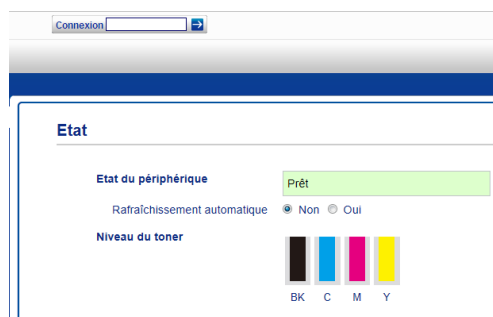 Connexion
Etat
Etat du périphérique Prêt
Rafraîchissement automatique Non Oui
Niveau du toner
BK C M Y